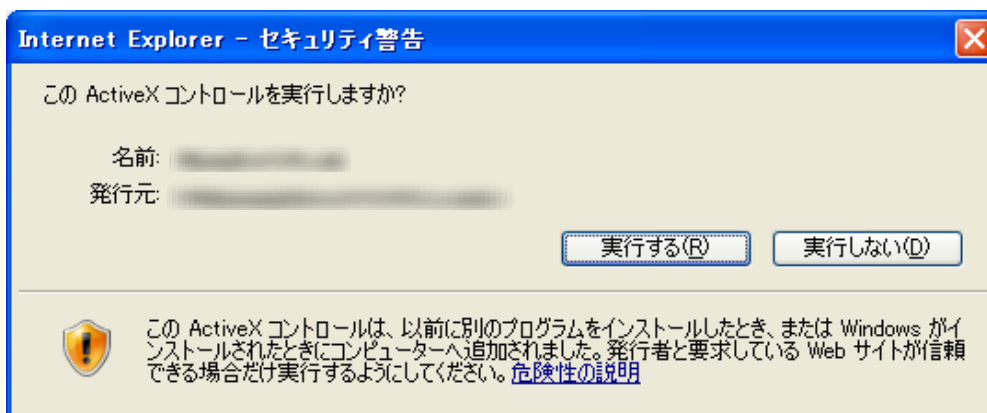 Internet Explorer - セキュリティ警告
この ActiveX コントロールを実行しますか?
名前:
発行元:
実行する(R) 実行しない(D)
この ActiveX コントロールは、以前に別のプログラムをインストールしたとき、または Windows がイ
ンストールされたときにコンピューターへ追加されました。発行者と要求している Web サイトが信頼
できる場合だけ実行するようにしてください。危険性の説明